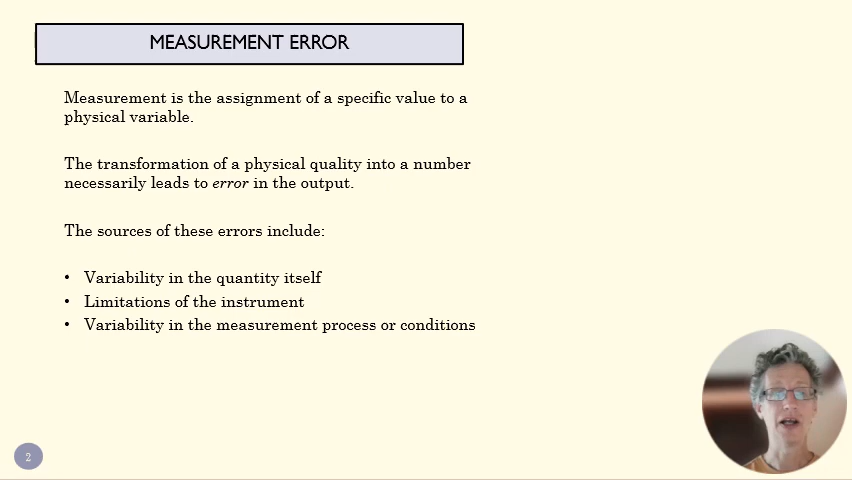 MEASUREMENT ERROR
Measurement is the assignment of a specific value to a
physical variable.
The transformation of a physical quality into a number
necessarily leads to error in the output.
The sources of these errors include:
• Variability in the quantity itself
• Limitations of the instrument
• Variability in the measurement process or conditions
2